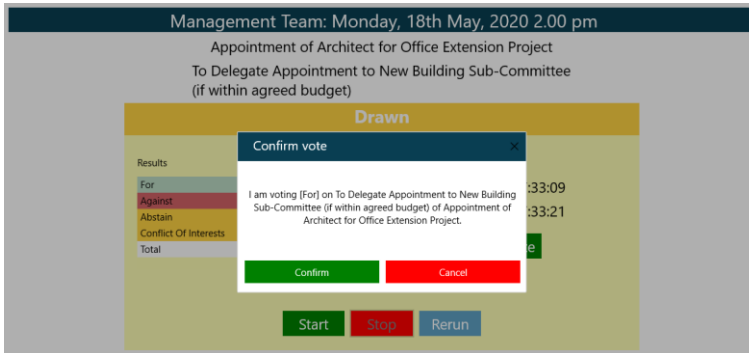 Management Team: Monday, 18th May, 2020 2.00 pm
Appointment of Architect for Office Extension Project
To Delegate Appointment to New Building Sub-Committee
(if within agreed budget)
Drawn
Confirm vote
×
Results
For
Against
Abstain
Conflict Of Interests
Total
I am voting [For] on To Delegate Appointment to New Building
Sub-Committee (if within agreed budget) of Appointment of
Architect for Office Extension Project.
:33:09
:33:21
e
Confirm
Cancel
Start
Stop
Rerun